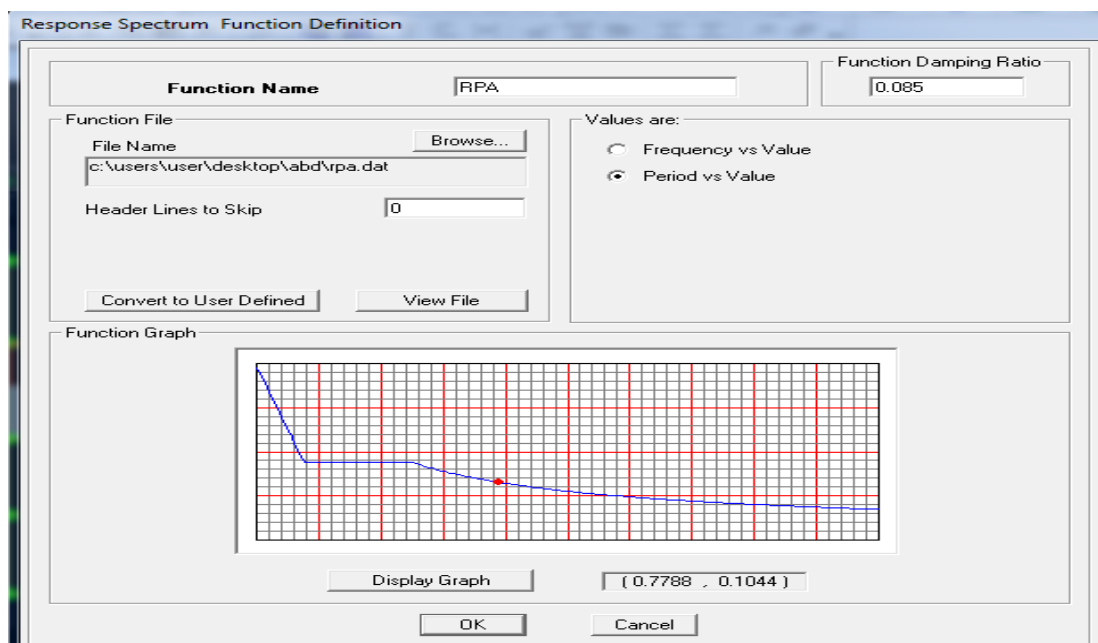 Response Spectrum Function Definition
Function Name
RPA
Function Damping Ratio
0.085
Function File
File Name
Browse...
c:\users\user\desktop\abd\rpa.dat
Header Lines to Skip
0
Convert to User Defined
View File
Values are:
Frequency vs Value
Period vs Value
Function Graph
Display Graph
( 0.7788 , 0.1044 )
OK
Cancel